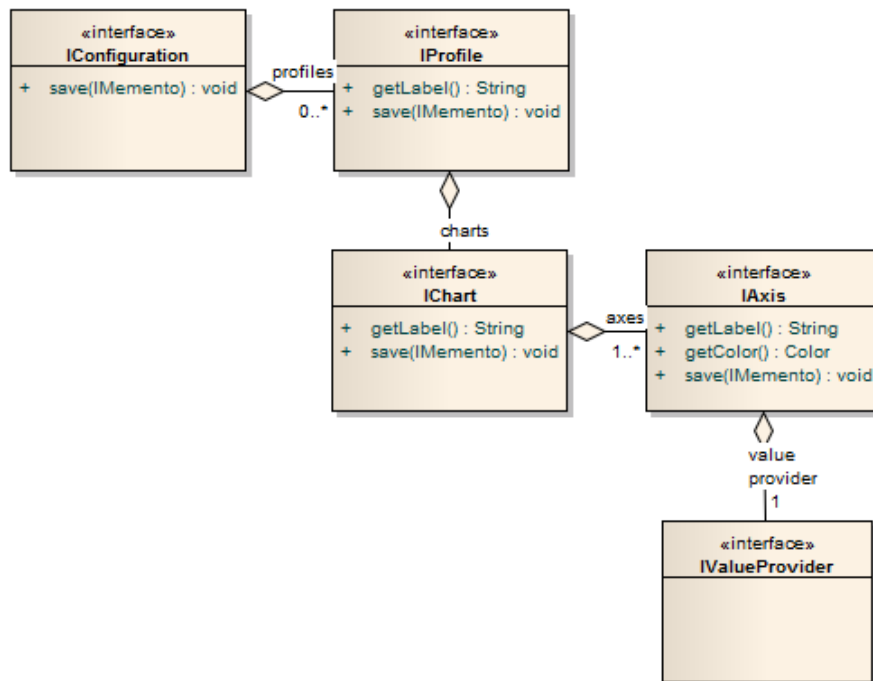 «interface»
IConfiguration
+ save(IMemento) : void
profiles
0..*
«interface»
IProfile
+ getLabel() : String
+ save(IMemento) : void
charts
«interface»
IChart
+ getLabel() : String
+ save(IMemento) : void
axes
1..*
«interface»
IAxis
+ getLabel() : String
+ getColor() : Color
+ save(IMemento) : void
value
provider
1
«interface»
IValueProvider